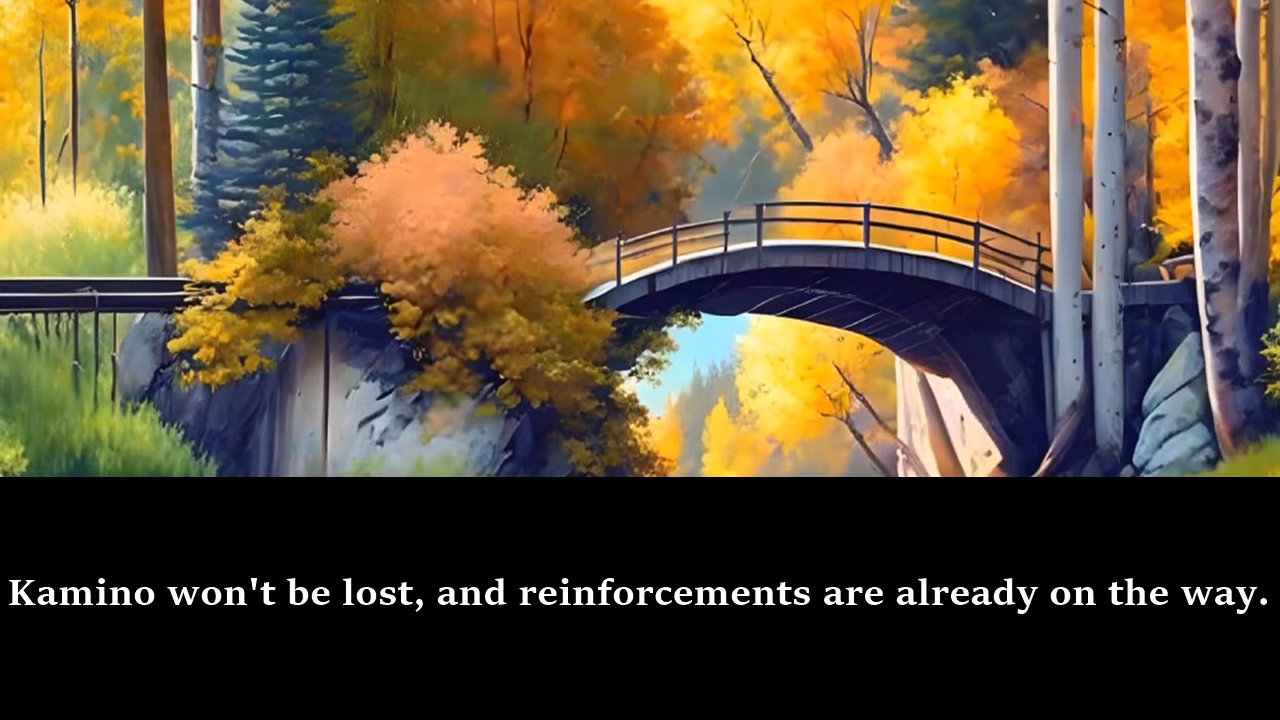 Kamino won't be lost, and reinforcements are already on the way.